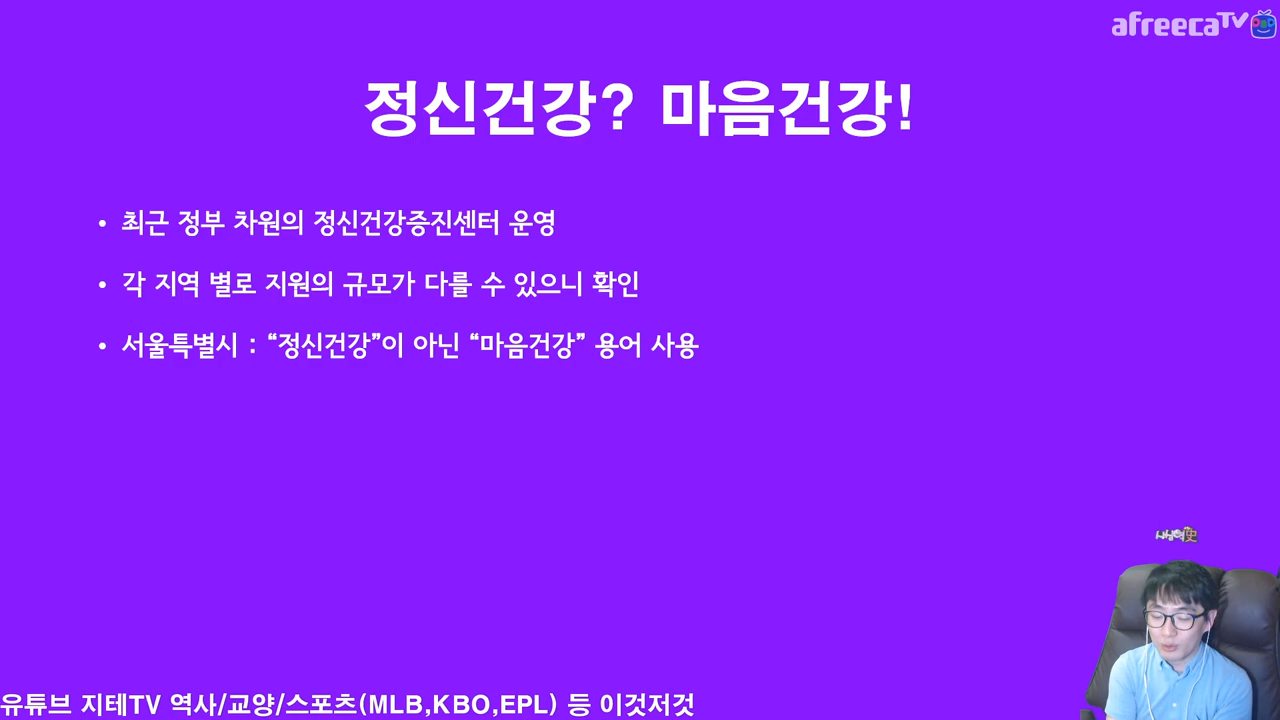 afreecaTV
정신건강? 마음건강!
• 최근 정부 차원의 정신건강증진센터 운영
• 각 지역 별로 지원의 규모가 다를 수 있으니 확인
• 서울특별시 : “정신건강”이 아닌 “마음건강” 용어 사용
유튜브 지테TV 역사/교양/스포츠(MLB,KBO,EPL) 등 이것저것